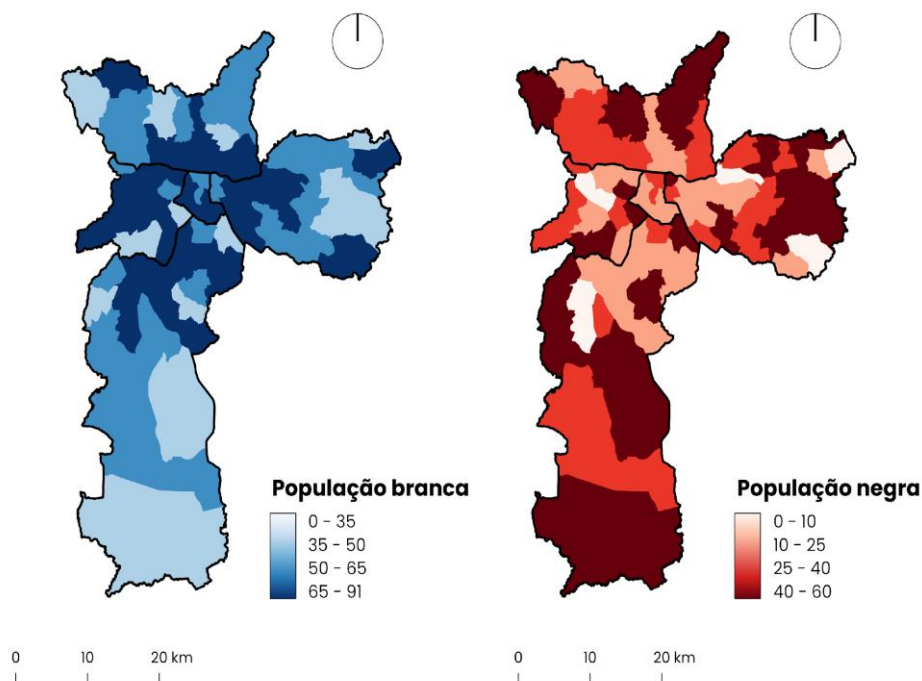 População branca
0 - 35
35 - 50
50 - 65
65 - 91
0 10 20 km
População negra
0 - 10
10 - 25
25 - 40
40 - 60
0 10 20 km